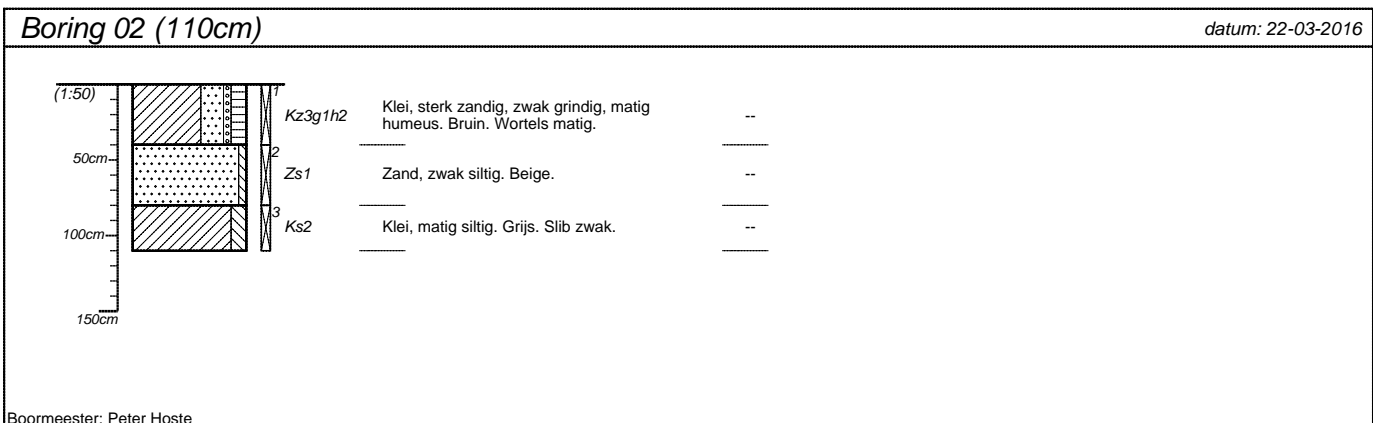 Boring 02 (110cm)
datum: 22-03-2016
(1:50)
1
Kz3g1h2
Klei, sterk zandig, zwak grindig, matig
humeus. Bruin. Wortels matig.
--
50cm
2
Zs1
Zand, zwak siltig. Beige.
--
3
Ks2
Klei, matig siltig. Grijs. Slib zwak.
--
100cm
150cm
Boormeester: Peter Hoste